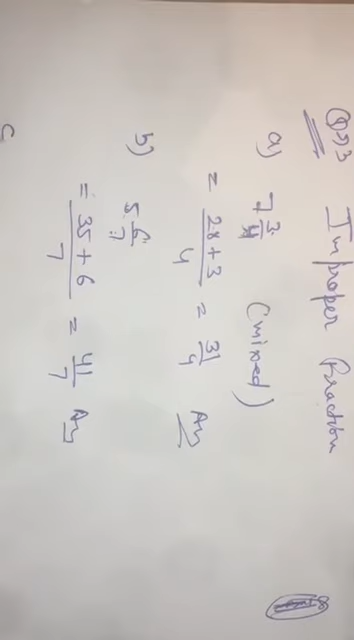 Q⇒3 Improper Fraction
a) 7 3/4 (mixed)
= 28+3/4 = 31/4 Ans
b) 5 6/7
= 35+6/7 = 41/7 Ans
C